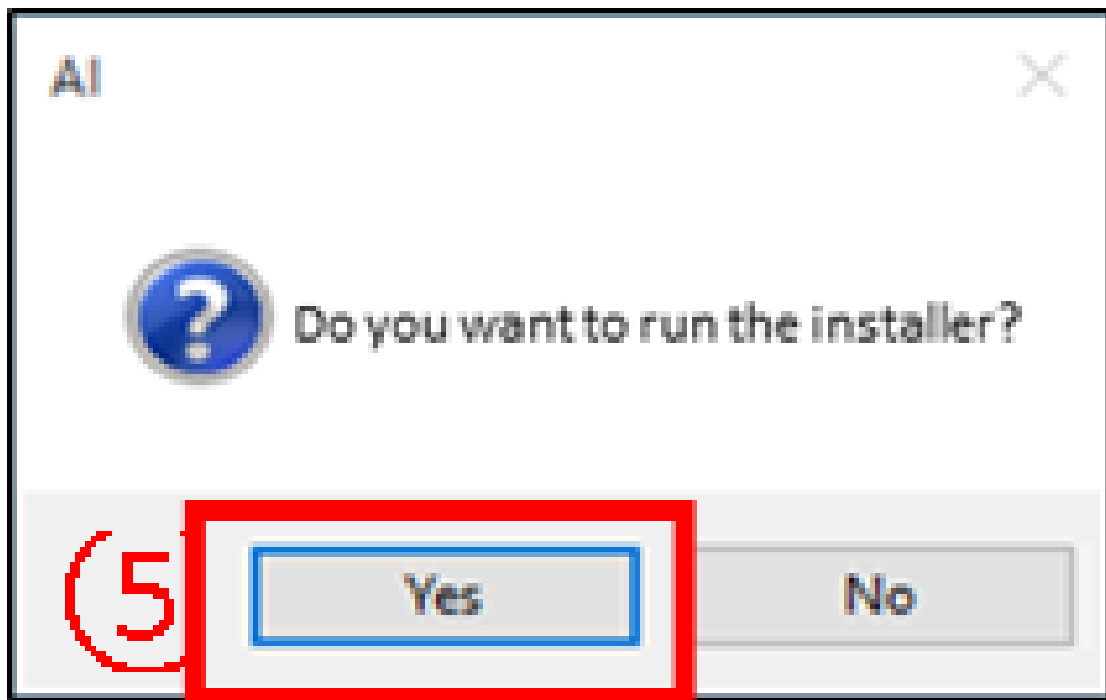 AI
Do you want to run the installer?
⑤ Yes No